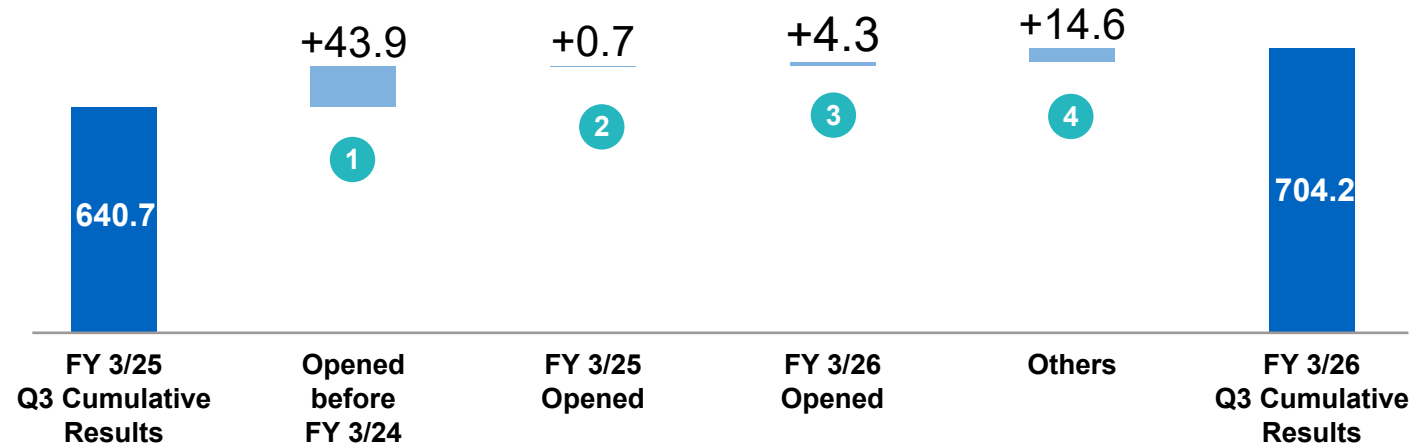 +43.9
+0.7
+4.3
+14.6
1
2
3
4
640.7
704.2
FY 3/25
Q3 Cumulative
Results
Opened
before
FY 3/24
FY 3/25
Opened
FY 3/26
Opened
Others
FY 3/26
Q3 Cumulative
Results